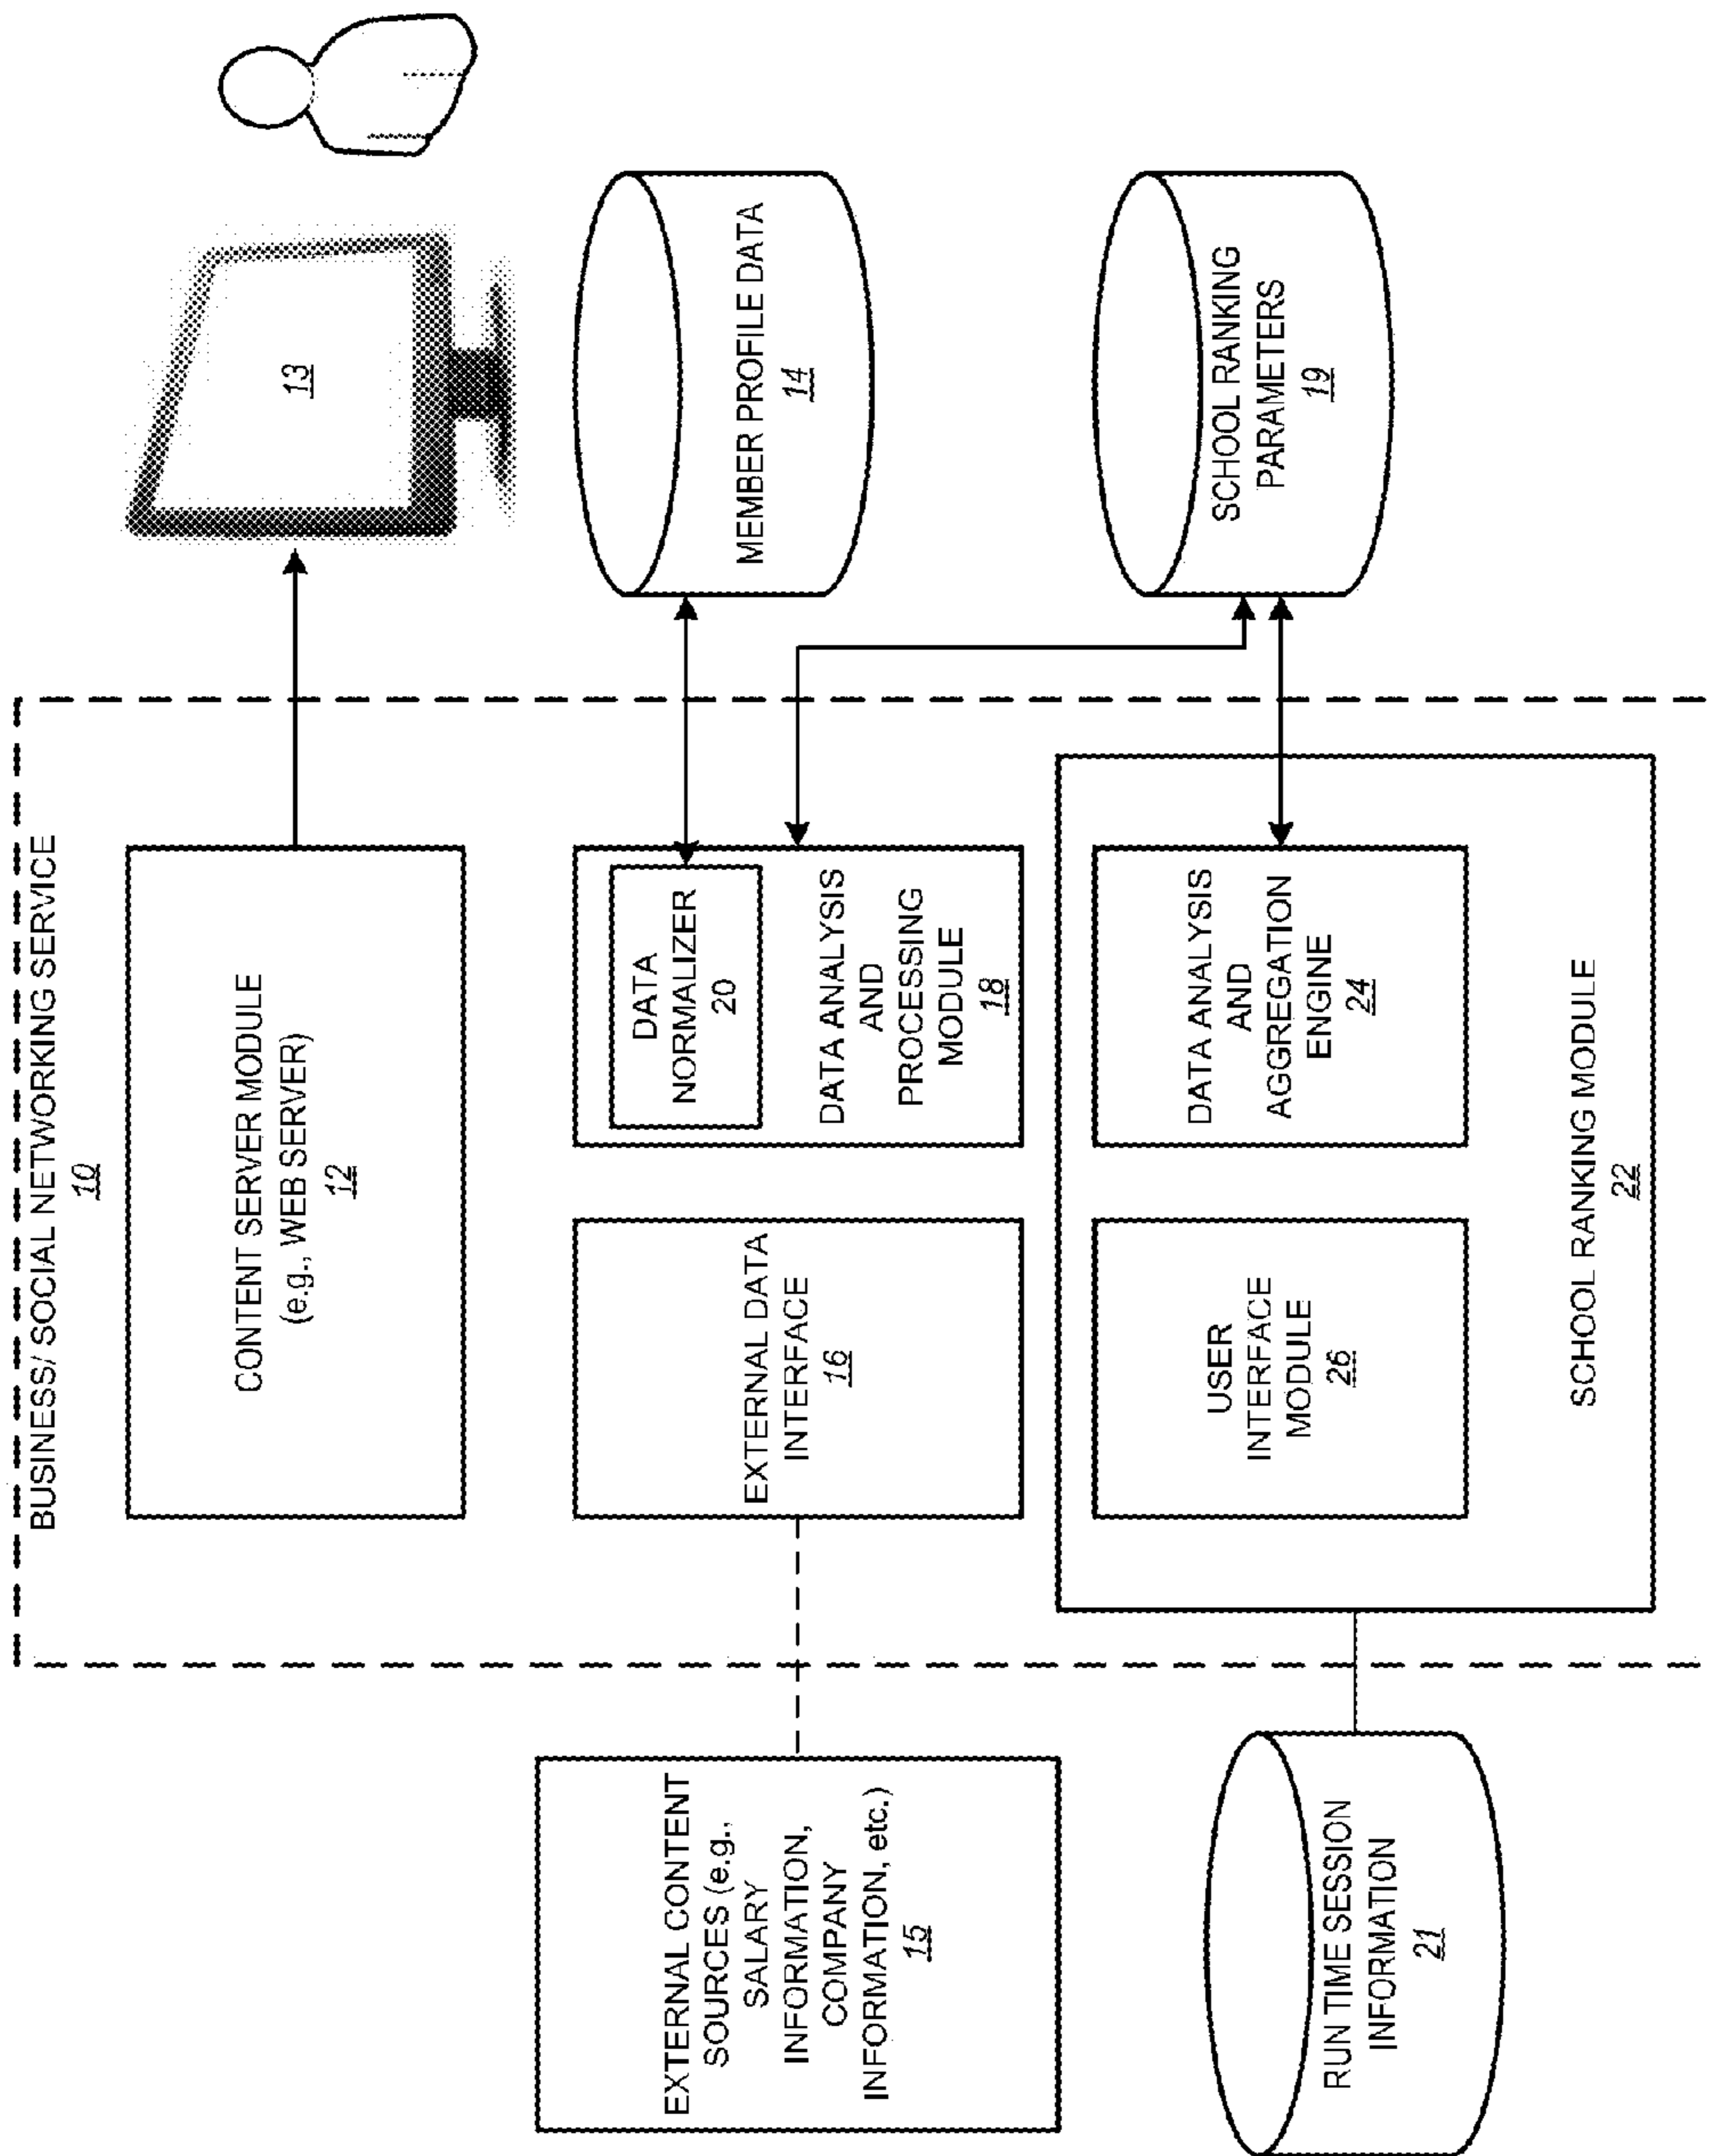 BUSINESS/ SOCIAL NETWORKING SERVICE
10
CONTENT SERVER MODULE
(e.g., WEB SERVER)
12
13
EXTERNAL CONTENT
SOURCES (e.g.,
SALARY
INFORMATION,
COMPANY
INFORMATION, etc.)
15
EXTERNAL DATA
INTERFACE
16
DATA
NORMALIZER
20
DATA ANALYSIS
AND
PROCESSING
MODULE
18
MEMBER PROFILE DATA
14
RUN TIME SESSION
INFORMATION
21
USER
INTERFACE
MODULE
26
DATA ANALYSIS
AND
AGGREGATION
ENGINE
24
SCHOOL RANKING MODULE
22
SCHOOL RANKING
PARAMETERS
19